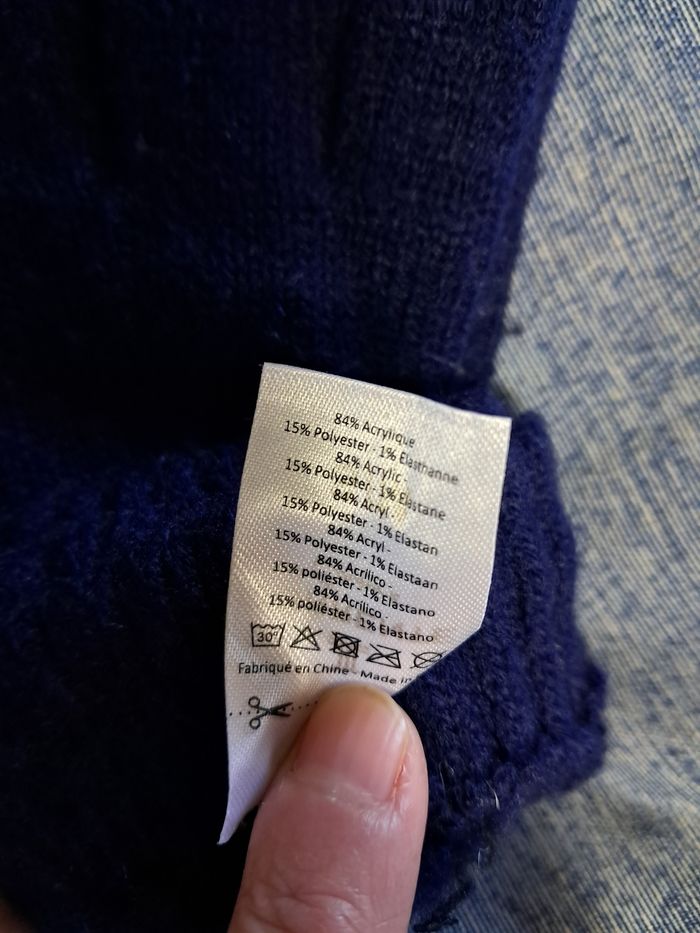 84% Acrylique
15% Polyester - 1% Elasthanne
84% Acrylic -
15% Polyester - 1% Elastane
84% Acryl -
15% Polyester - 1% Elastan
84% Acryl -
15% Polyester - 1% Elastaan
84% Acrílico -
15% poliéster - 1% Elastano
84% Acrílico -
15% poliéster - 1% Elastano
30°
Fabriqué en Chine - Made in